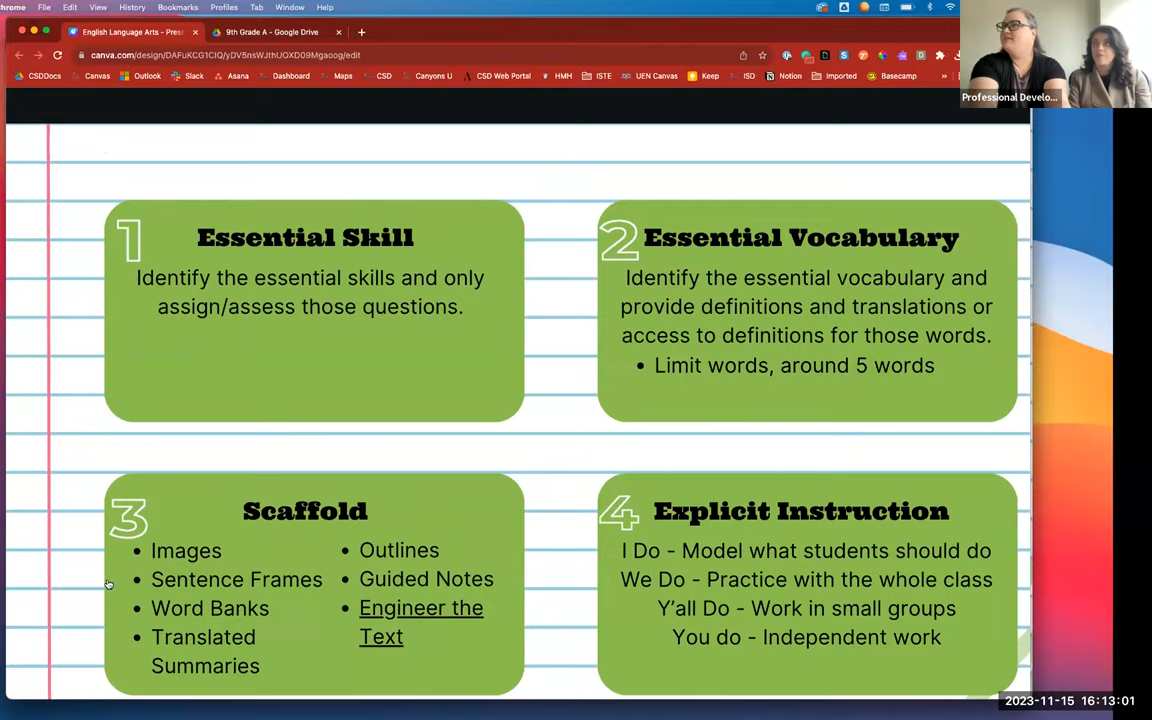 hrome File Edit View History Bookmarks Profiles Tab Window Help
English Language Arts - Pres
9th Grade A - Google Drive
canva.com/design/DAFuKCG1CIQ/yDV5nsWJthUQXD09Mgaoog/edit
CSDDocs Canvas Outlook Slack Asana Dashboard Maps CSD Canyons U CSD Web Portal HMH ISTE UEN Canvas Keep ISD Notion Imported Basecamp »
Professional Develo...
1 Essential Skill
Identify the essential skills and only
assign/assess those questions.
2 Essential Vocabulary
Identify the essential vocabulary and
provide definitions and translations or
access to definitions for those words.
• Limit words, around 5 words
3 Scaffold
• Images
• Sentence Frames
• Word Banks
• Translated
Summaries
• Outlines
• Guided Notes
• Engineer the
Text
4 Explicit Instruction
I Do - Model what students should do
We Do - Practice with the whole class
Y'all Do - Work in small groups
You do - Independent work
2023-11-15 16:13:01